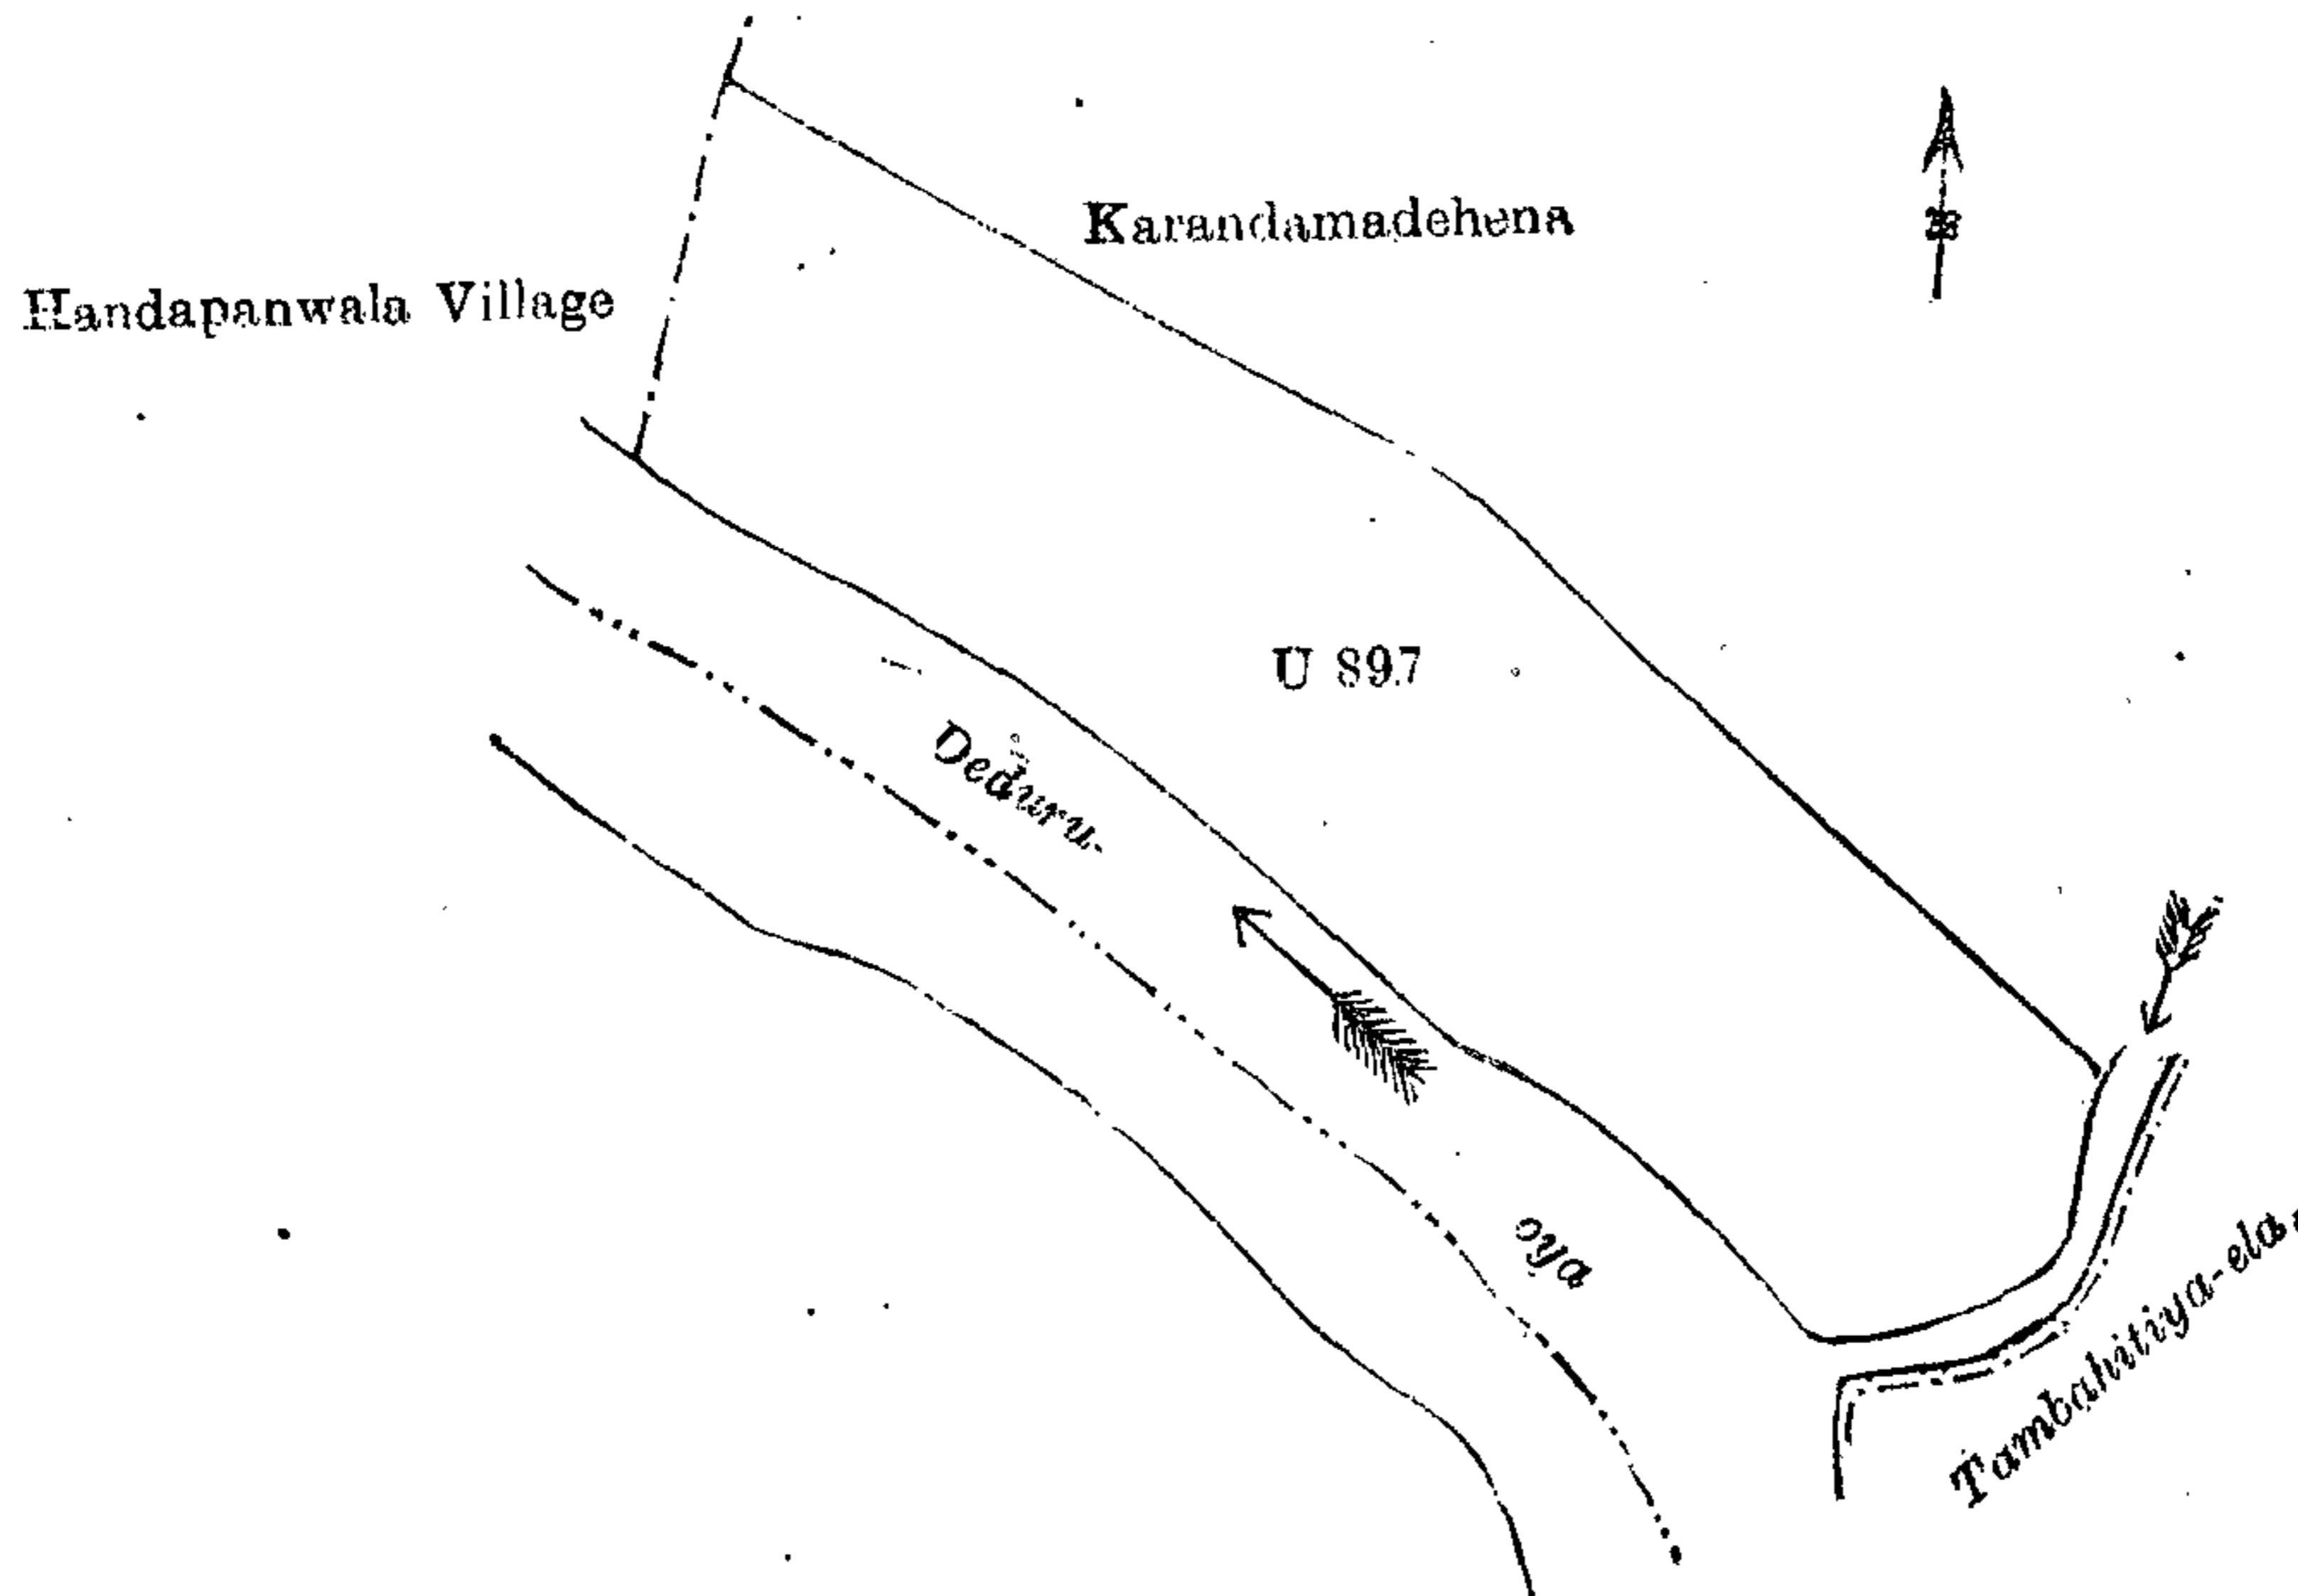 Karandamadehena
Handapanwala Village
U 897
Deduru
oya
Tambahitiya-ela